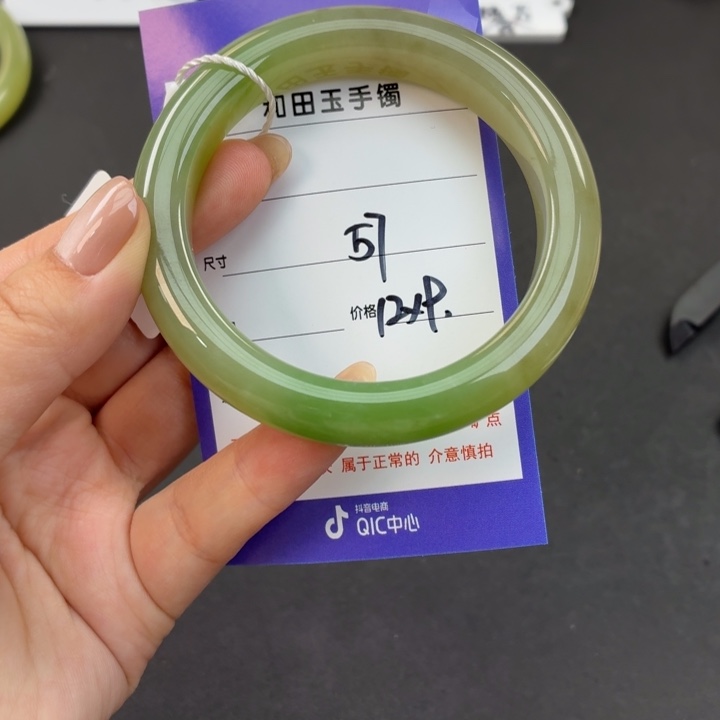 和田玉手镯
尺寸 57
价格
点
属于正常的 介意慎拍
抖音电商
QIC中心